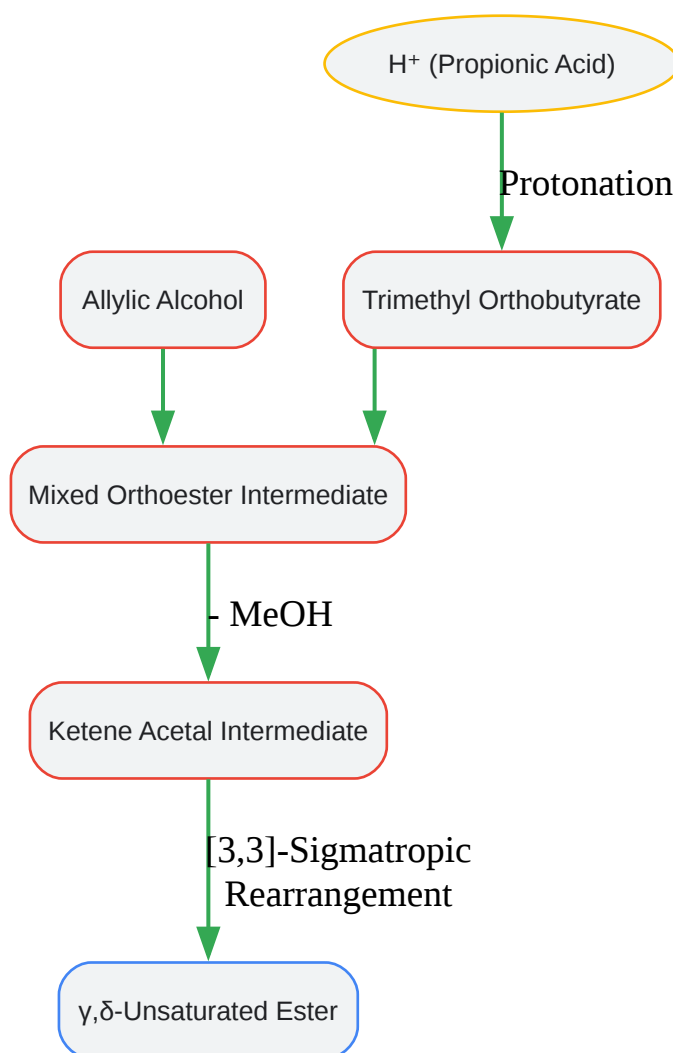 H⁺ (Propionic Acid)
Protonation
Allylic Alcohol
Trimethyl Orthobutyrate
Mixed Orthoester Intermediate
- MeOH
Ketene Acetal Intermediate
[3,3]-Sigmatropic
Rearrangement
γ,δ-Unsaturated Ester